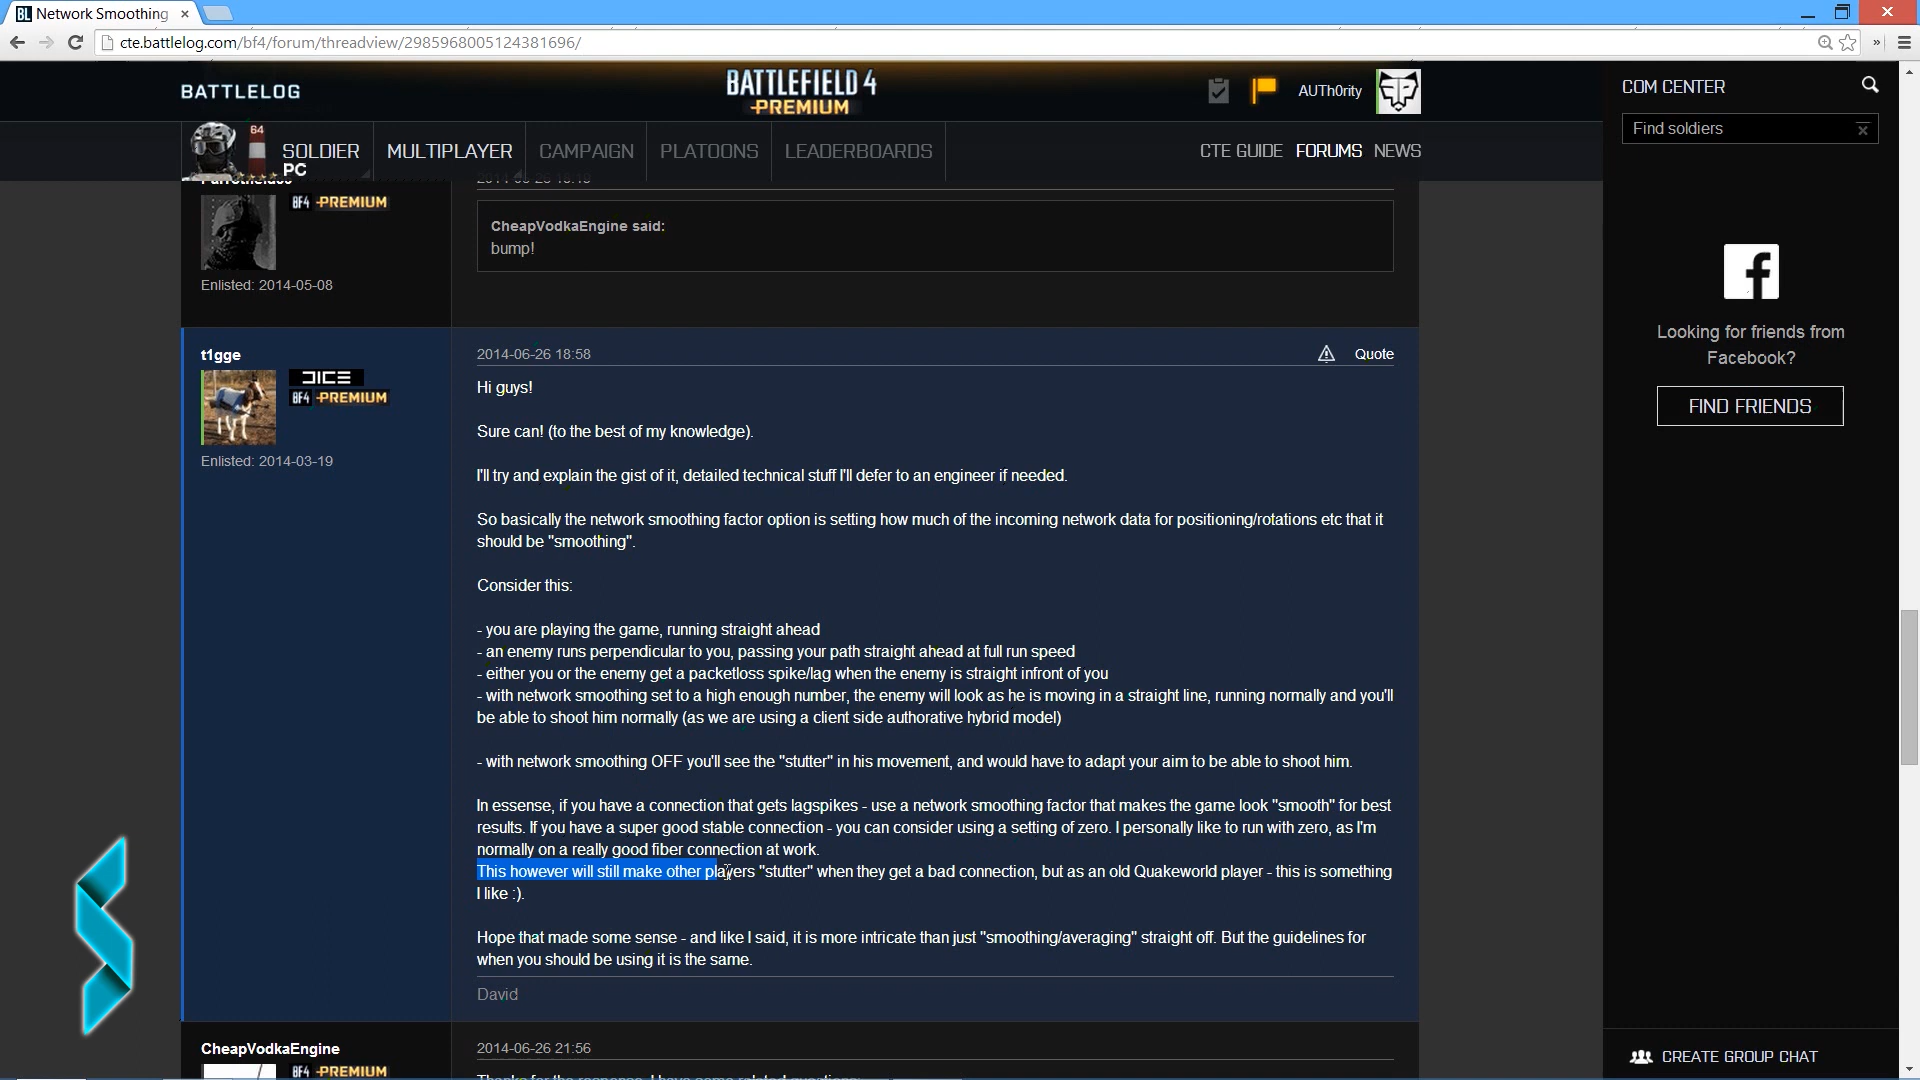 Network Smoothing
cte.battlelog.com/bf4/forum/threadview/2985968005124381696/
BATTLELOG
BATTLEFIELD 4
PREMIUM
AUTh0rity
COM CENTER
Find soldiers
64
SOLDIER
PC
MULTIPLAYER
CAMPAIGN
PLATOONS
LEADERBOARDS
CTE GUIDE
FORUMS
NEWS
BF4 PREMIUM
Enlisted: 2014-05-08
CheapVodkaEngine said:
bump!
Looking for friends from
Facebook?
FIND FRIENDS
t1gge
DICE
BF4 PREMIUM
Enlisted: 2014-03-19
2014-06-26 18:58
Quote
Hi guys!
Sure can! (to the best of my knowledge).
I'll try and explain the gist of it, detailed technical stuff I'll defer to an engineer if needed.
So basically the network smoothing factor option is setting how much of the incoming network data for positioning/rotations etc that it
should be "smoothing".
Consider this:
- you are playing the game, running straight ahead
- an enemy runs perpendicular to you, passing your path straight ahead at full run speed
- either you or the enemy get a packetloss spike/lag when the enemy is straight infront of you
- with network smoothing set to a high enough number, the enemy will look as he is moving in a straight line, running normally and you'll
be able to shoot him normally (as we are using a client side authorative hybrid model)
- with network smoothing OFF you'll see the "stutter" in his movement, and would have to adapt your aim to be able to shoot him.
In essense, if you have a connection that gets lagspikes - use a network smoothing factor that makes the game look "smooth" for best
results. If you have a super good stable connection - you can consider using a setting of zero. I personally like to run with zero, as I'm
normally on a really good fiber connection at work.
This however will still make other players "stutter" when they get a bad connection, but as an old Quakeworld player - this is something
I like :).
Hope that made some sense - and like I said, it is more intricate than just "smoothing/averaging" straight off. But the guidelines for
when you should be using it is the same.
David
CheapVodkaEngine
BF4 PREMIUM
2014-06-26 21:56
CREATE GROUP CHAT